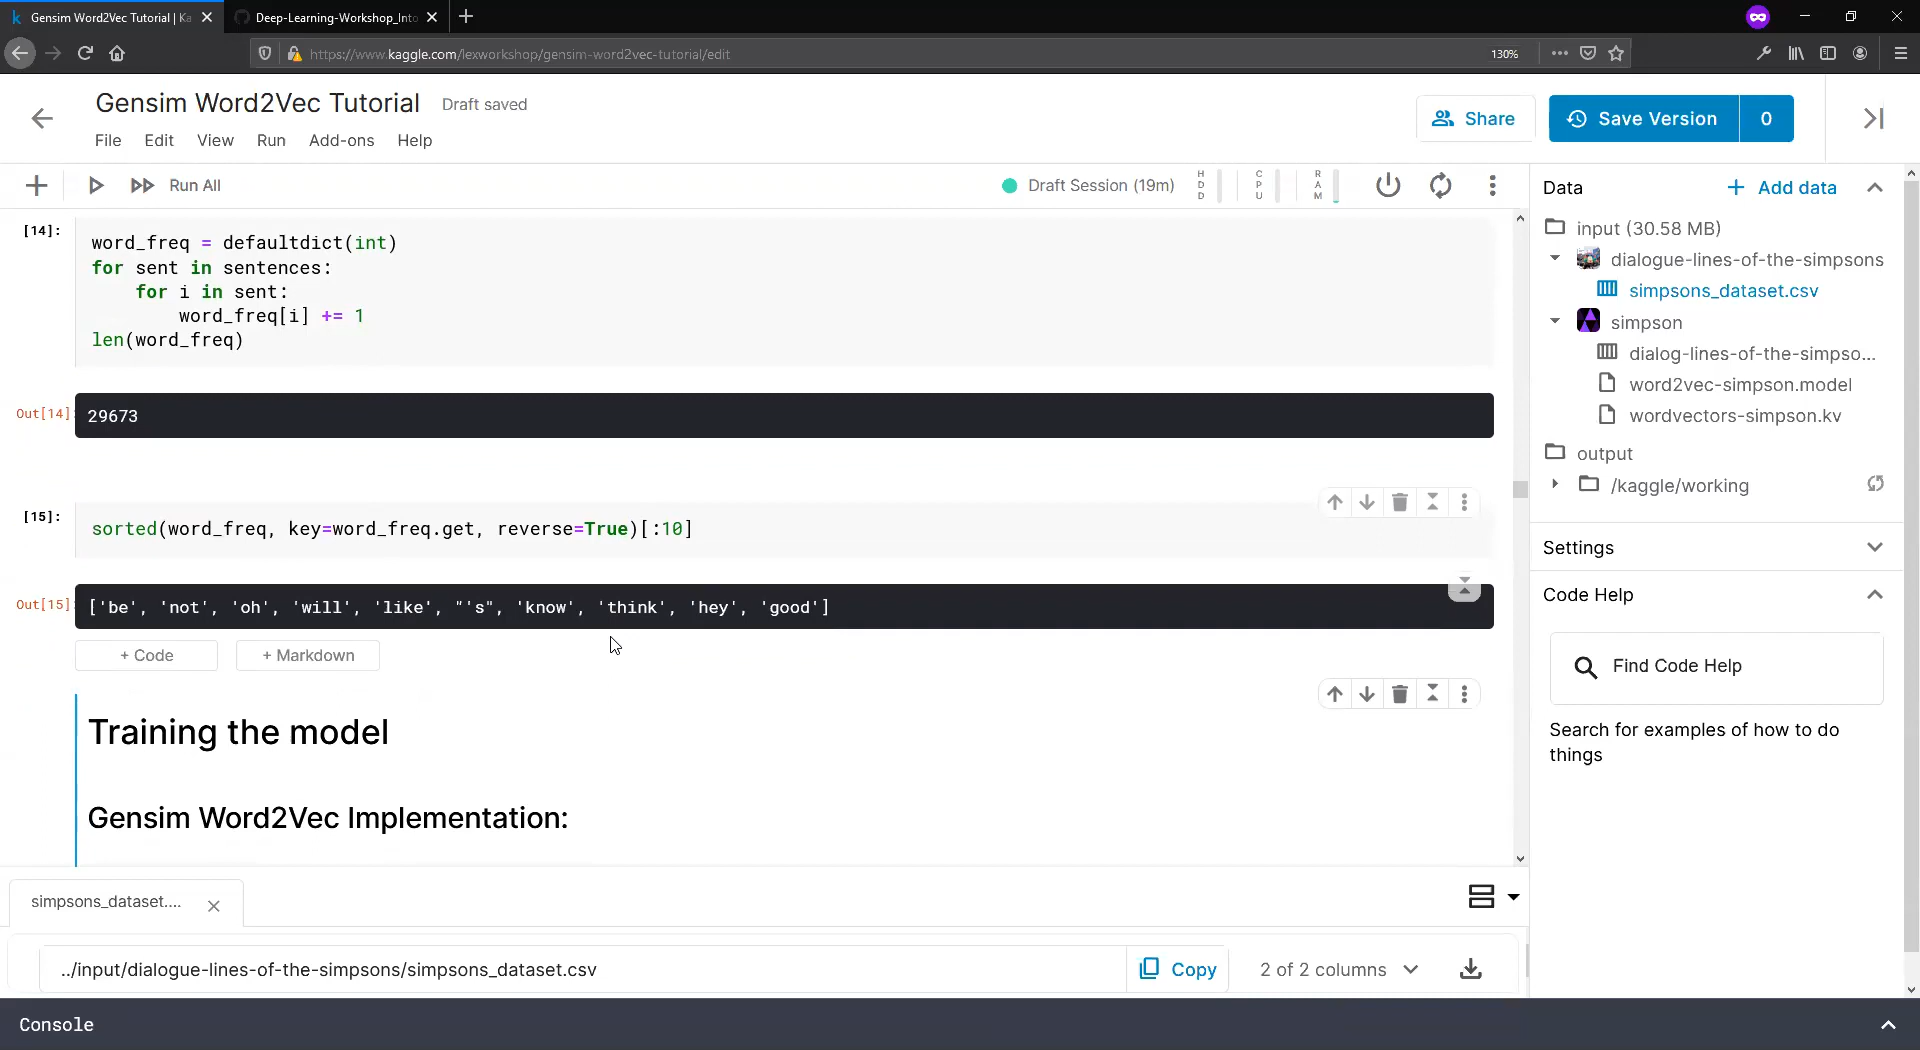 Gensim Word2Vec Tutorial | Ka
Deep-Learning-Workshop_Into
https://www.kaggle.com/lexworkshop/gensim-word2vec-tutorial/edit
130%
Gensim Word2Vec Tutorial
Draft saved
File
Edit
View
Run
Add-ons
Help
Share
Save Version
0
Run All
Draft Session (19m)
HDD
CPU
RAM
[14]:
word_freq = defaultdict(int)
for sent in sentences:
for i in sent:
word_freq[i] += 1
len(word_freq)
Out[14]:
29673
[15]:
sorted(word_freq, key=word_freq.get, reverse=True)[:10]
Out[15]:
['be', 'not', 'oh', 'will', 'like', "'s", 'know', 'think', 'hey', 'good']
+ Code
+ Markdown
Training the model
Gensim Word2Vec Implementation:
Data
+ Add data
input (30.58 MB)
dialogue-lines-of-the-simpsons
simpsons_dataset.csv
simpson
dialog-lines-of-the-simpso...
word2vec-simpson.model
wordvectors-simpson.kv
output
/kaggle/working
Settings
Code Help
Find Code Help
Search for examples of how to do
things
simpsons_dataset....
../input/dialogue-lines-of-the-simpsons/simpsons_dataset.csv
Copy
2 of 2 columns
Console